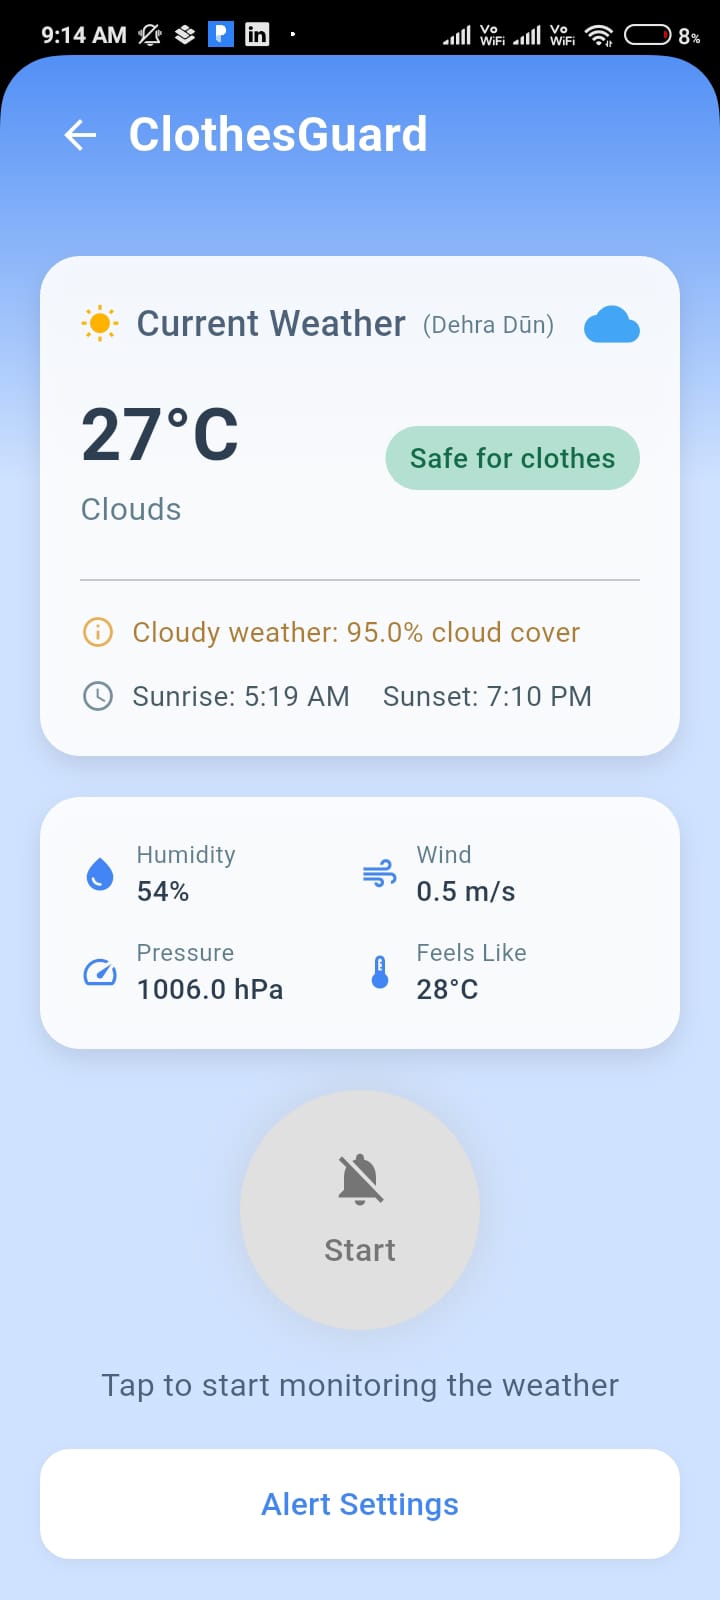 9:14 AM in Vo WiFi Vo WiFi 8%
ClothesGuard
Current Weather (Dehra Dūn)
27°C
Safe for clothes
Clouds
Cloudy weather: 95.0% cloud cover
Sunrise: 5:19 AM Sunset: 7:10 PM
Humidity Wind
54% 0.5 m/s
Pressure Feels Like
1006.0 hPa 28°C
Start
Tap to start monitoring the weather
Alert Settings